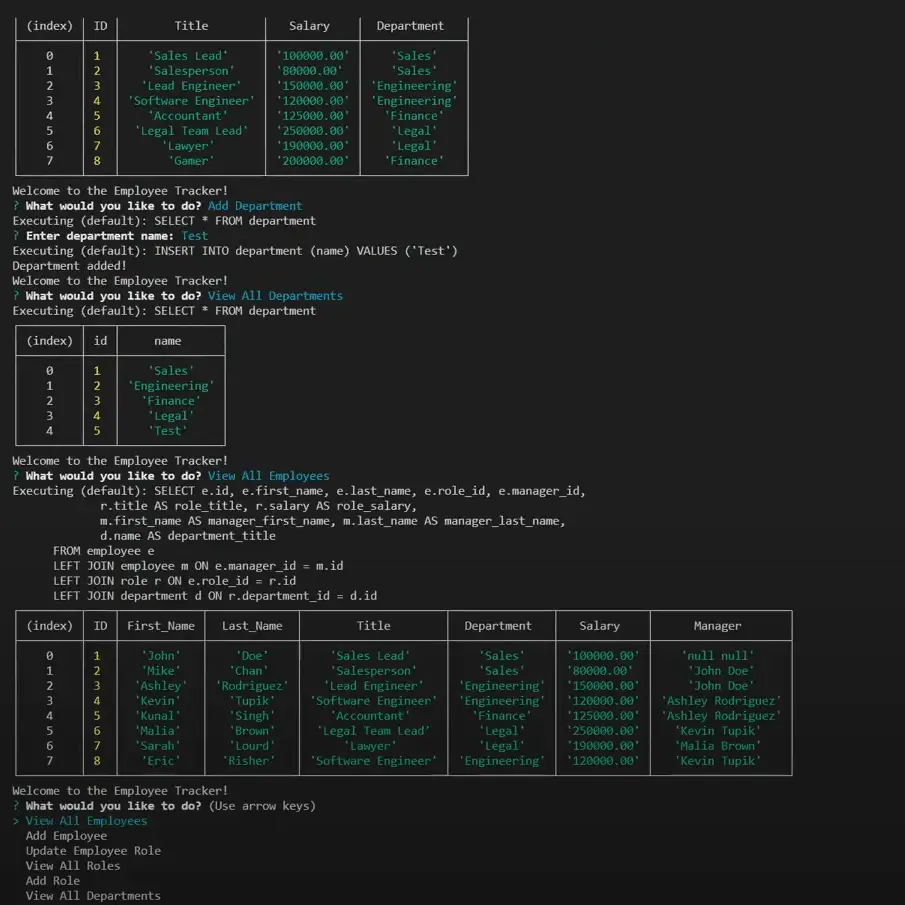 (index) ID Title Salary Department
0 1 'Sales Lead' '100000.00' 'Sales'
1 2 'Salesperson' '80000.00' 'Sales'
2 3 'Lead Engineer' '150000.00' 'Engineering'
3 4 'Software Engineer' '120000.00' 'Engineering'
4 5 'Accountant' '125000.00' 'Finance'
5 6 'Legal Team Lead' '250000.00' 'Legal'
6 7 'Lawyer' '190000.00' 'Legal'
7 8 'Gamer' '200000.00' 'Finance'
Welcome to the Employee Tracker!
? What would you like to do? Add Department
Executing (default): SELECT * FROM department
? Enter department name: Test
Executing (default): INSERT INTO department (name) VALUES ('Test')
Department added!
Welcome to the Employee Tracker!
? What would you like to do? View All Departments
Executing (default): SELECT * FROM department
(index) id name
0 1 'Sales'
1 2 'Engineering'
2 3 'Finance'
3 4 'Legal'
4 5 'Test'
Welcome to the Employee Tracker!
? What would you like to do? View All Employees
Executing (default): SELECT e.id, e.first_name, e.last_name, e.role_id, e.manager_id,
r.title AS role_title, r.salary AS role_salary,
m.first_name AS manager_first_name, m.last_name AS manager_last_name,
d.name AS department_title
FROM employee e
LEFT JOIN employee m ON e.manager_id = m.id
LEFT JOIN role r ON e.role_id = r.id
LEFT JOIN department d ON r.department_id = d.id
(index) ID First_Name Last_Name Title Department Salary Manager
0 1 'John' 'Doe' 'Sales Lead' 'Sales' '100000.00' 'null null'
1 2 'Mike' 'Chan' 'Salesperson' 'Sales' '80000.00' 'John Doe'
2 3 'Ashley' 'Rodriguez' 'Lead Engineer' 'Engineering' '150000.00' 'John Doe'
3 4 'Kevin' 'Tupik' 'Software Engineer' 'Engineering' '120000.00' 'Ashley Rodriguez'
4 5 'Kunal' 'Singh' 'Accountant' 'Finance' '125000.00' 'Ashley Rodriguez'
5 6 'Malia' 'Brown' 'Legal Team Lead' 'Legal' '250000.00' 'Kevin Tupik'
6 7 'Sarah' 'Lourd' 'Lawyer' 'Legal' '190000.00' 'Malia Brown'
7 8 'Eric' 'Risher' 'Software Engineer' 'Engineering' '120000.00' 'Kevin Tupik'
Welcome to the Employee Tracker!
? What would you like to do? (Use arrow keys)
> View All Employees
Add Employee
Update Employee Role
View All Roles
Add Role
View All Departments